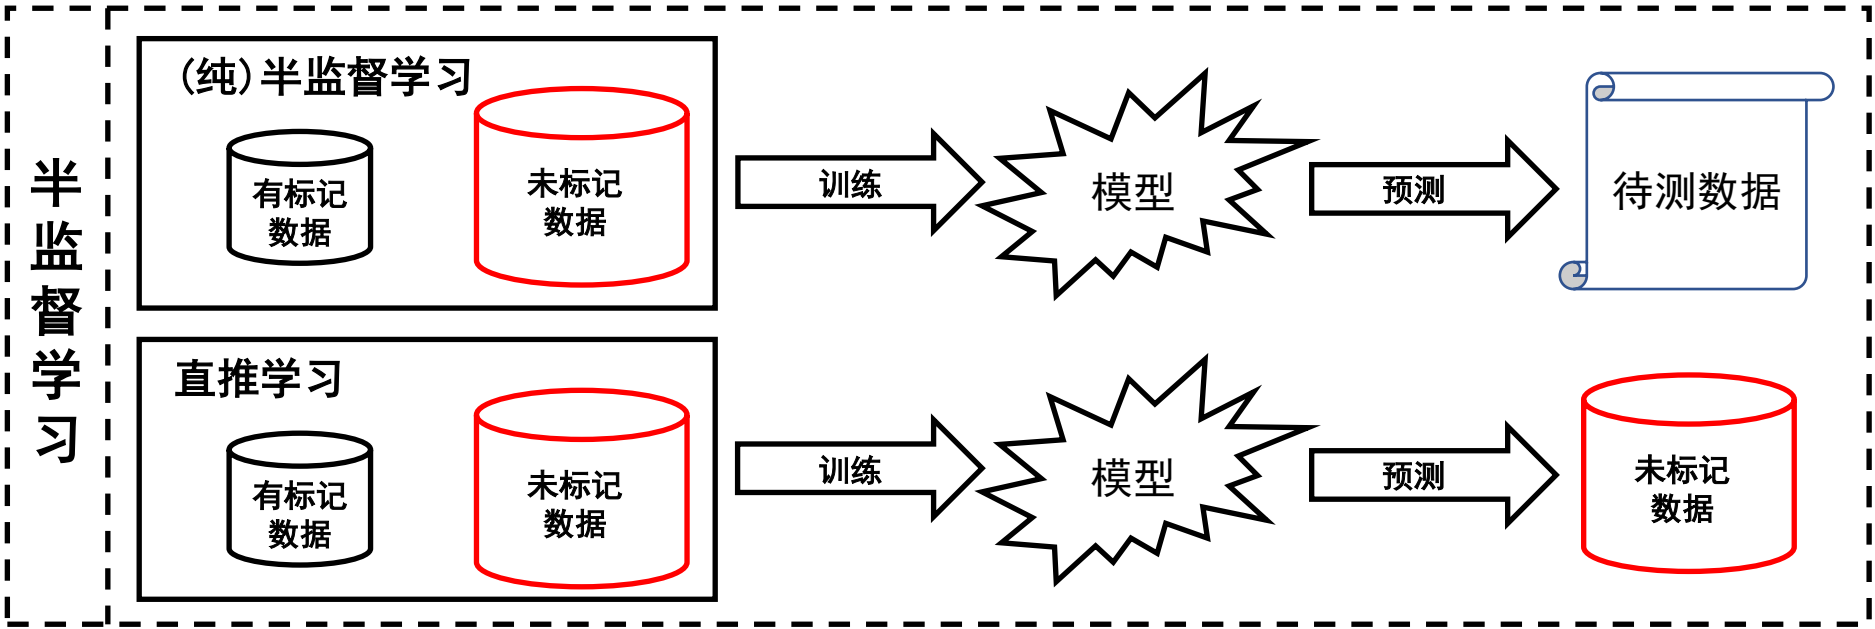 半监督学习
（纯）半监督学习
有标记
数据
未标记
数据
训练
模型
预测
待测数据
直推学习
有标记
数据
未标记
数据
训练
模型
预测
未标记
数据